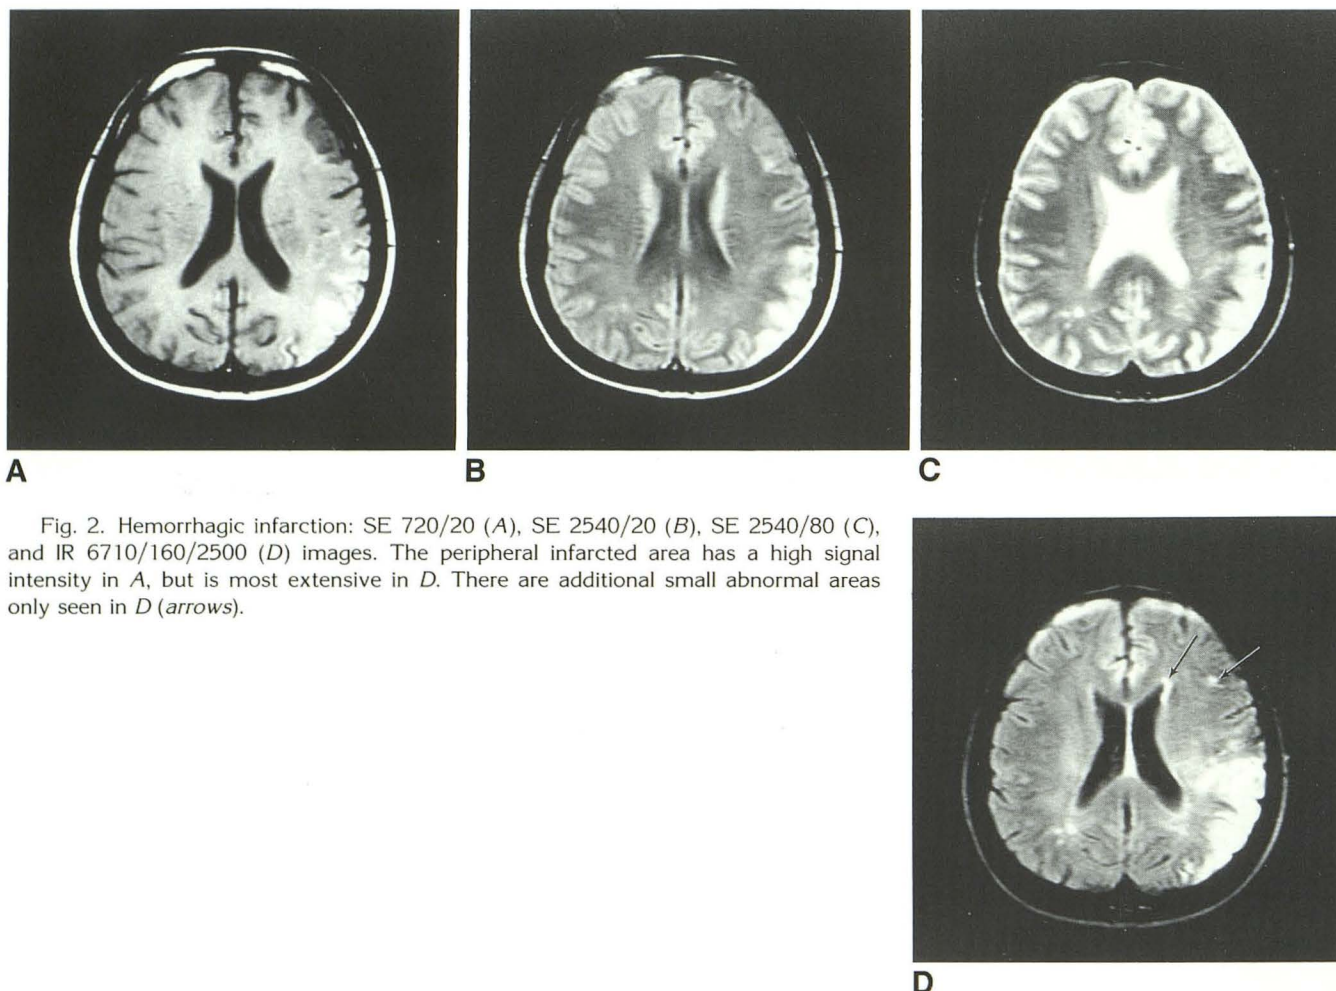 A
B
C
Fig. 2. Hemorrhagic infarction: SE 720/20 (A), SE 2540/20 (B), SE 2540/80 (C),
and IR 6710/160/2500 (D) images. The peripheral infarcted area has a high signal
intensity in A, but is most extensive in D. There are additional small abnormal areas
only seen in D (arrows).
D